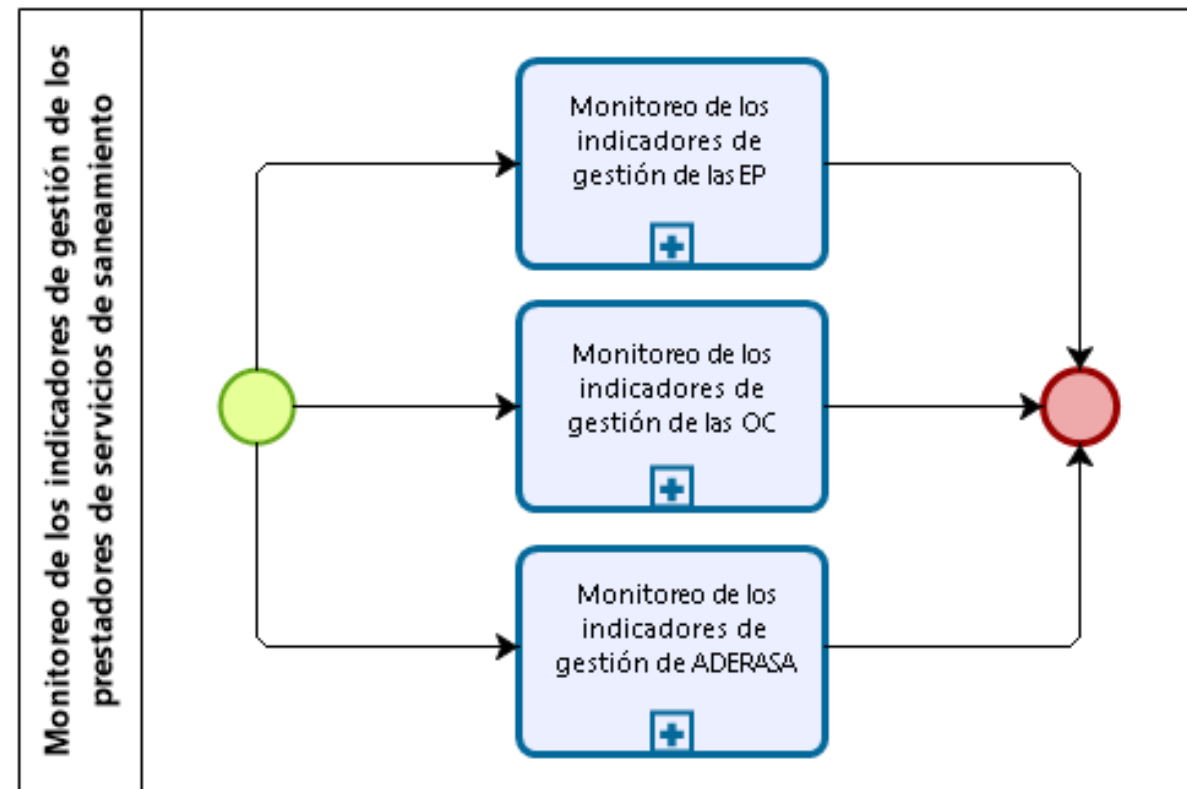 Monitoreo de los indicadores de gestión de los
prestadores de servicios de saneamiento
Monitoreo de los
indicadores de
gestión de las EP
Monitoreo de los
indicadores de
gestión de las OC
Monitoreo de los
indicadores de
gestión de ADERASA